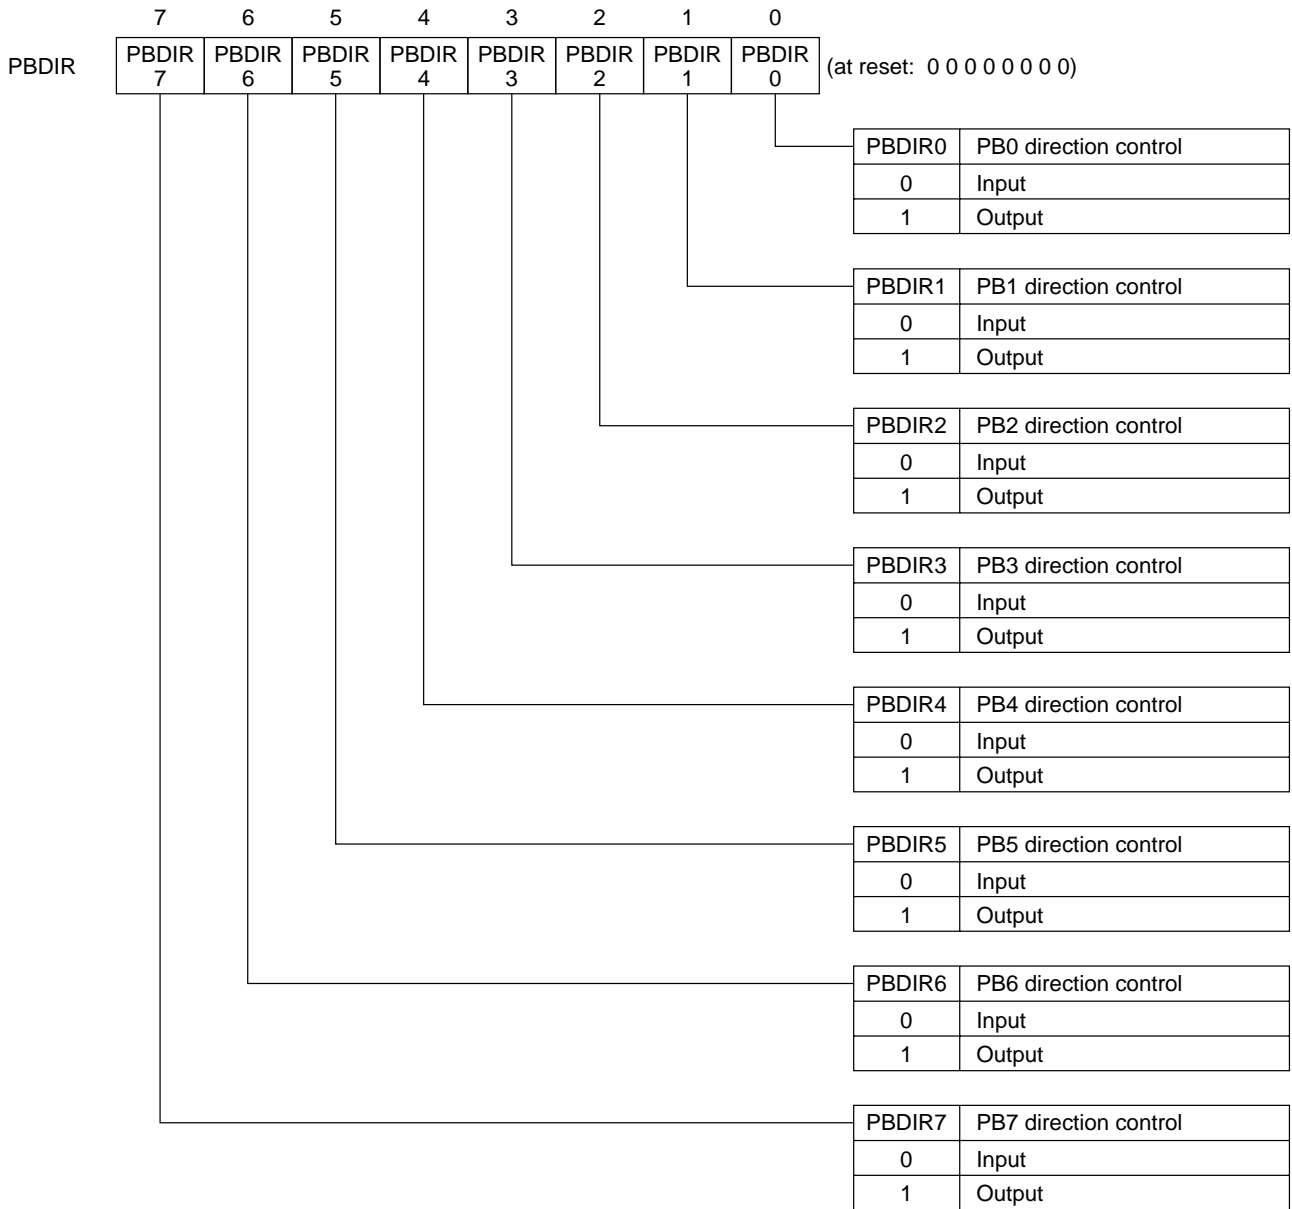 7 6 5 4 3 2 1 0
PBDIR PBDIR 7 PBDIR 6 PBDIR 5 PBDIR 4 PBDIR 3 PBDIR 2 PBDIR 1 PBDIR 0 (at reset: 0 0 0 0 0 0 0 0)
PBDIR0 PB0 direction control
0 Input
1 Output
PBDIR1 PB1 direction control
0 Input
1 Output
PBDIR2 PB2 direction control
0 Input
1 Output
PBDIR3 PB3 direction control
0 Input
1 Output
PBDIR4 PB4 direction control
0 Input
1 Output
PBDIR5 PB5 direction control
0 Input
1 Output
PBDIR6 PB6 direction control
0 Input
1 Output
PBDIR7 PB7 direction control
0 Input
1 Output